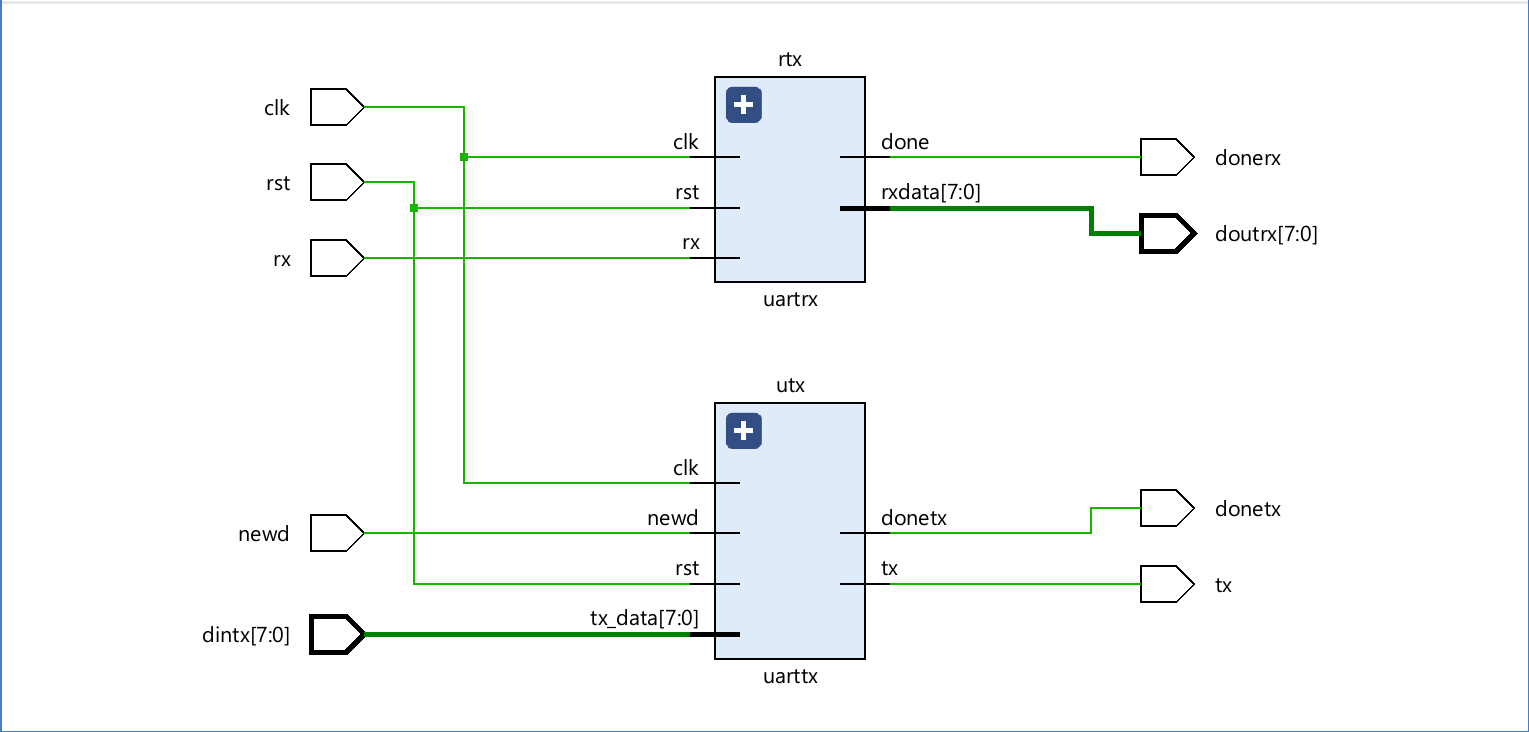 rtx
clk
rst
rx
clk
rst
rx
done
rxdata[7:0]
donerx
doutrx[7:0]
uartrx
utx
newd
dintx[7:0]
clk
newd
rst
tx_data[7:0]
donetx
tx
donetx
tx
uarttx